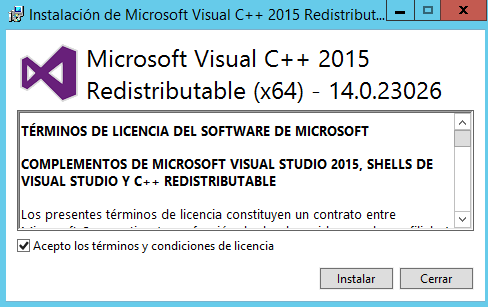 Instalación de Microsoft Visual C++ 2015 Redistribut...
Microsoft Visual C++ 2015
Redistributable (x64) - 14.0.23026
TÉRMINOS DE LICENCIA DEL SOFTWARE DE MICROSOFT
COMPLEMENTOS DE MICROSOFT VISUAL STUDIO 2015, SHELLS DE
VISUAL STUDIO Y C++ REDISTRIBUTABLE
Los presentes términos de licencia constituyen un contrato entre
Acepto los términos y condiciones de licencia
Instalar
Cerrar